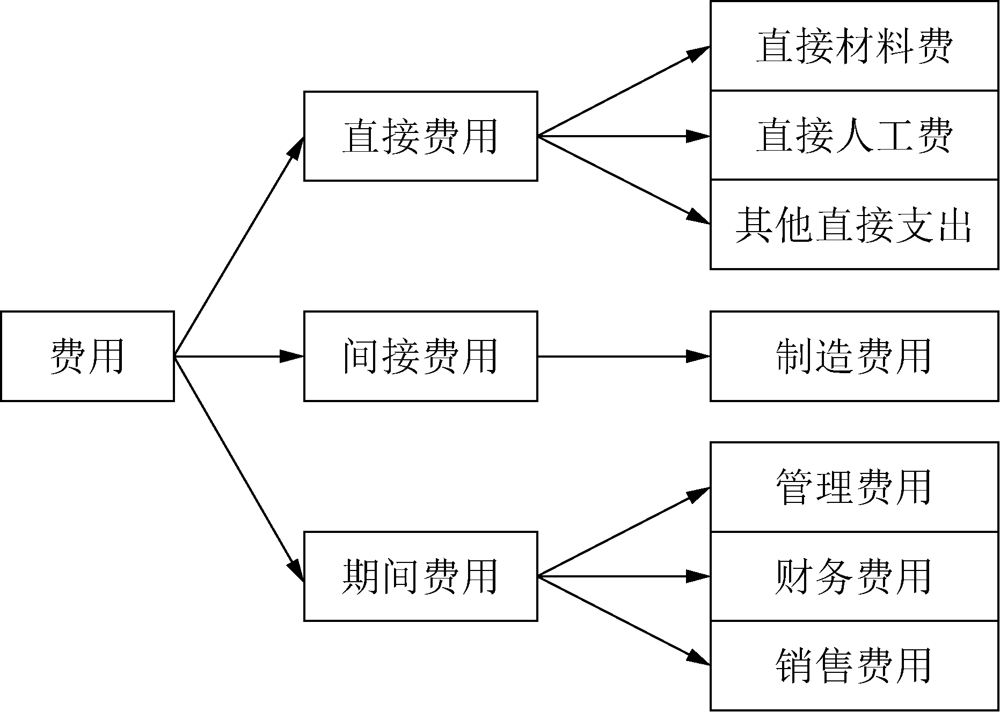 费用
直接费用
直接材料费
直接人工费
其他直接支出
间接费用
制造费用
期间费用
管理费用
财务费用
销售费用